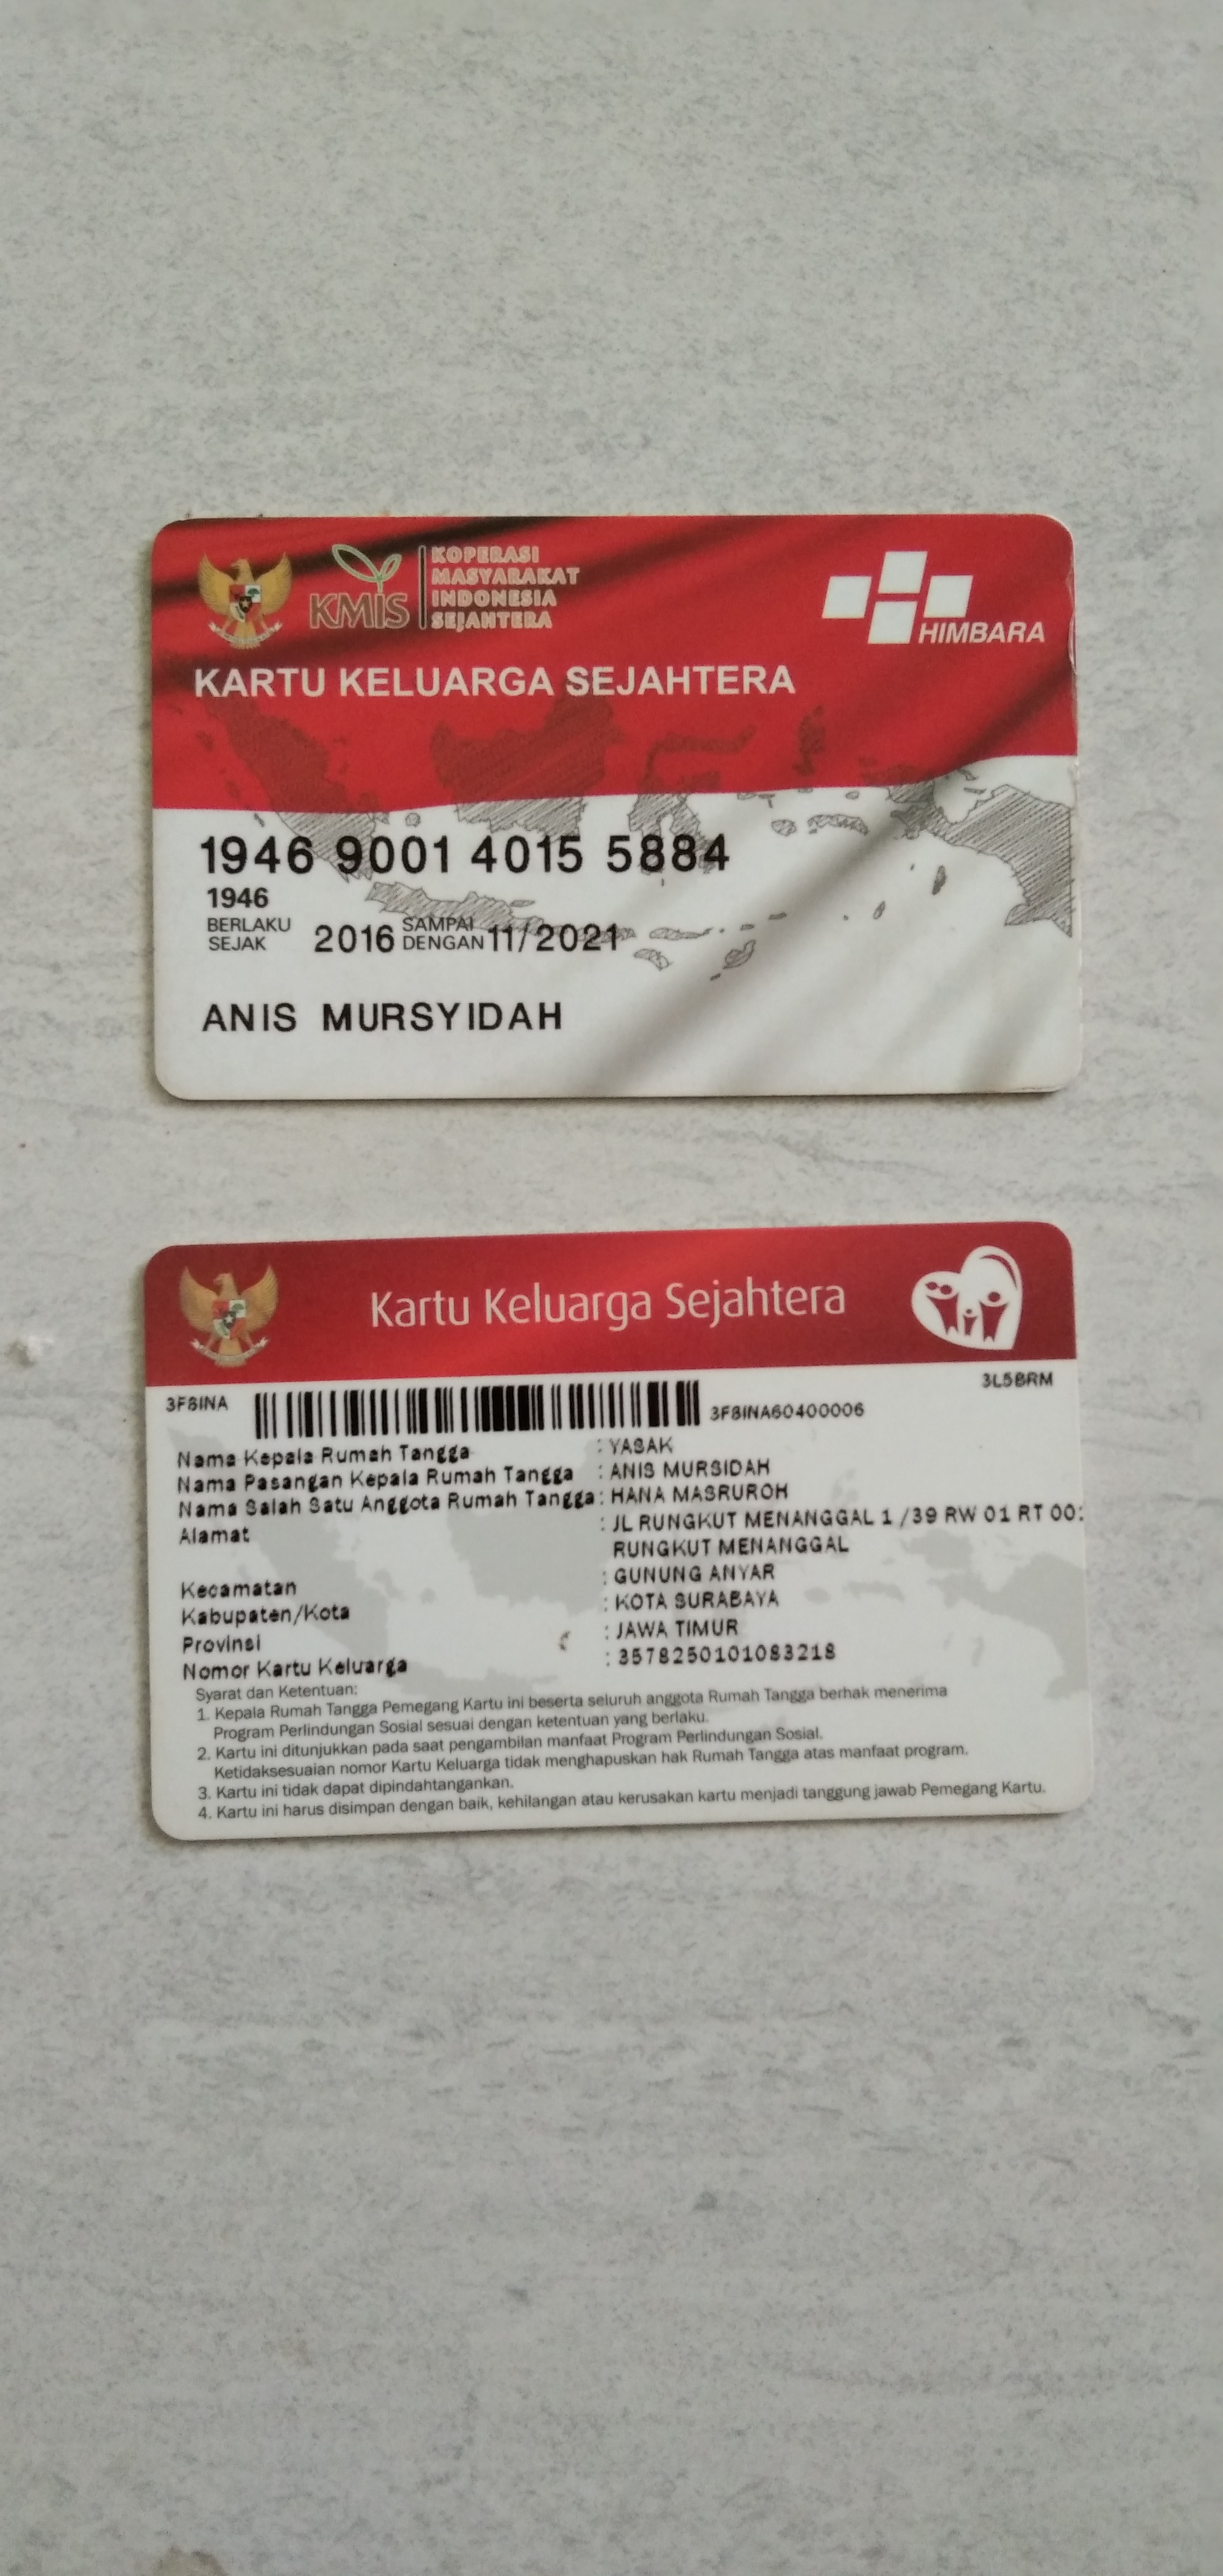 KMIS
KOPERASI
MASYARAKAT
INDONESIA
SEJAHTERA
HIMBARA
KARTU KELUARGA SEJAHTERA
1946 9001 4015 5884
1946
BERLAKU SEJAK 2016 SAMPAI DENGAN 11/2021
ANIS MURSYIDAH
Kartu Keluarga Sejahtera
3F8INA 3F8INA60400006 3L5BRM
Nama Kepala Rumah Tangga : YASAK
Nama Pasangan Kepala Rumah Tangga : ANIS MURSIDAH
Nama Salah Satu Anggota Rumah Tangga : HANA MASRUROH
Alamat : JL RUNGKUT MENANGGAL 1 /39 RW 01 RT 00
RUNGKUT MENANGGAL
Kecamatan : GUNUNG ANYAR
Kabupaten/Kota : KOTA SURABAYA
Provinsi : JAWA TIMUR
Nomor Kartu Keluarga : 3578250101083218
Syarat dan Ketentuan:
1. Kepala Rumah Tangga Pemegang Kartu ini beserta seluruh anggota Rumah Tangga berhak menerima
Program Perlindungan Sosial sesuai dengan ketentuan yang berlaku.
2. Kartu ini ditunjukkan pada saat pengambilan manfaat Program Perlindungan Sosial.
Ketidaksesuaian nomor Kartu Keluarga tidak menghapuskan hak Rumah Tangga atas manfaat program.
3. Kartu ini tidak dapat dipindahtangankan.
4. Kartu ini harus disimpan dengan baik, kehilangan atau kerusakan kartu menjadi tanggung jawab Pemegang Kartu.